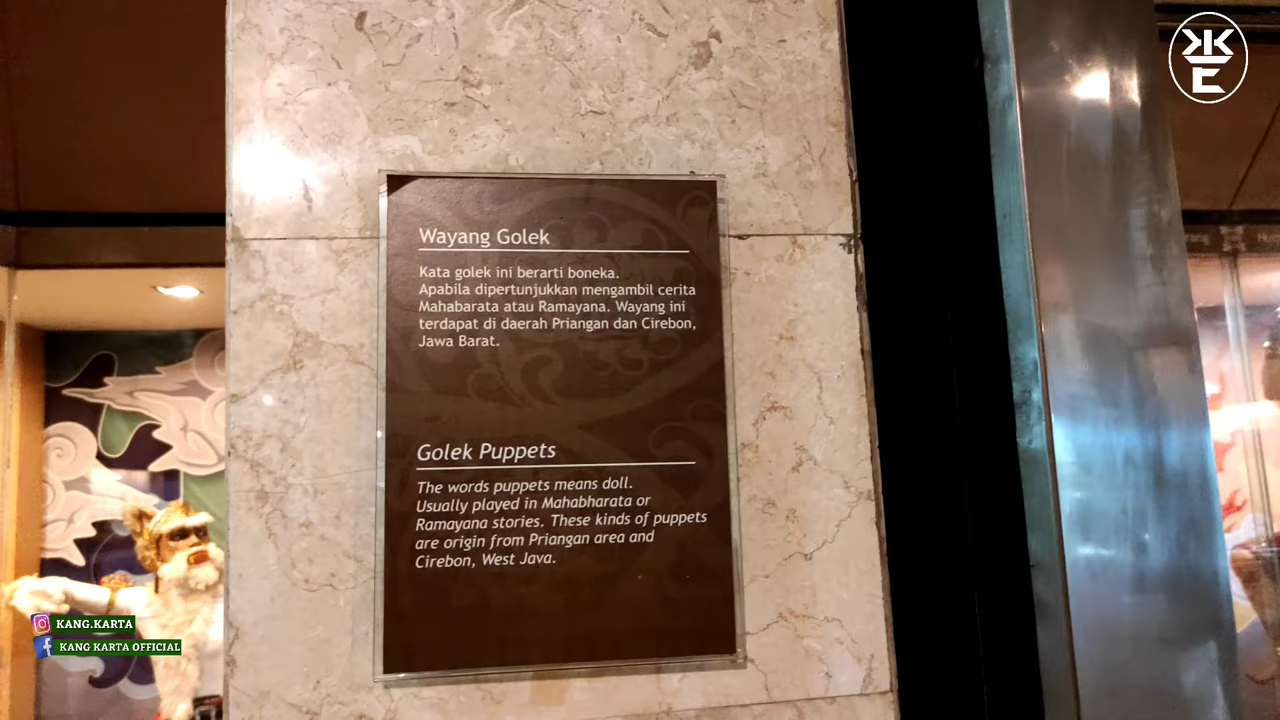 Wayang Golek
Kata golek ini berarti boneka.
Apabila dipertunjukkan mengambil cerita
Mahabarata atau Ramayana. Wayang ini
terdapat di daerah Priangan dan Cirebon,
Jawa Barat.
Golek Puppets
The words puppets means doll.
Usually played in Mahabharata or
Ramayana stories. These kinds of puppets
are origin from Priangan area and
Cirebon, West Java.
KANG.KARTA
KANG KARTA OFFICIAL